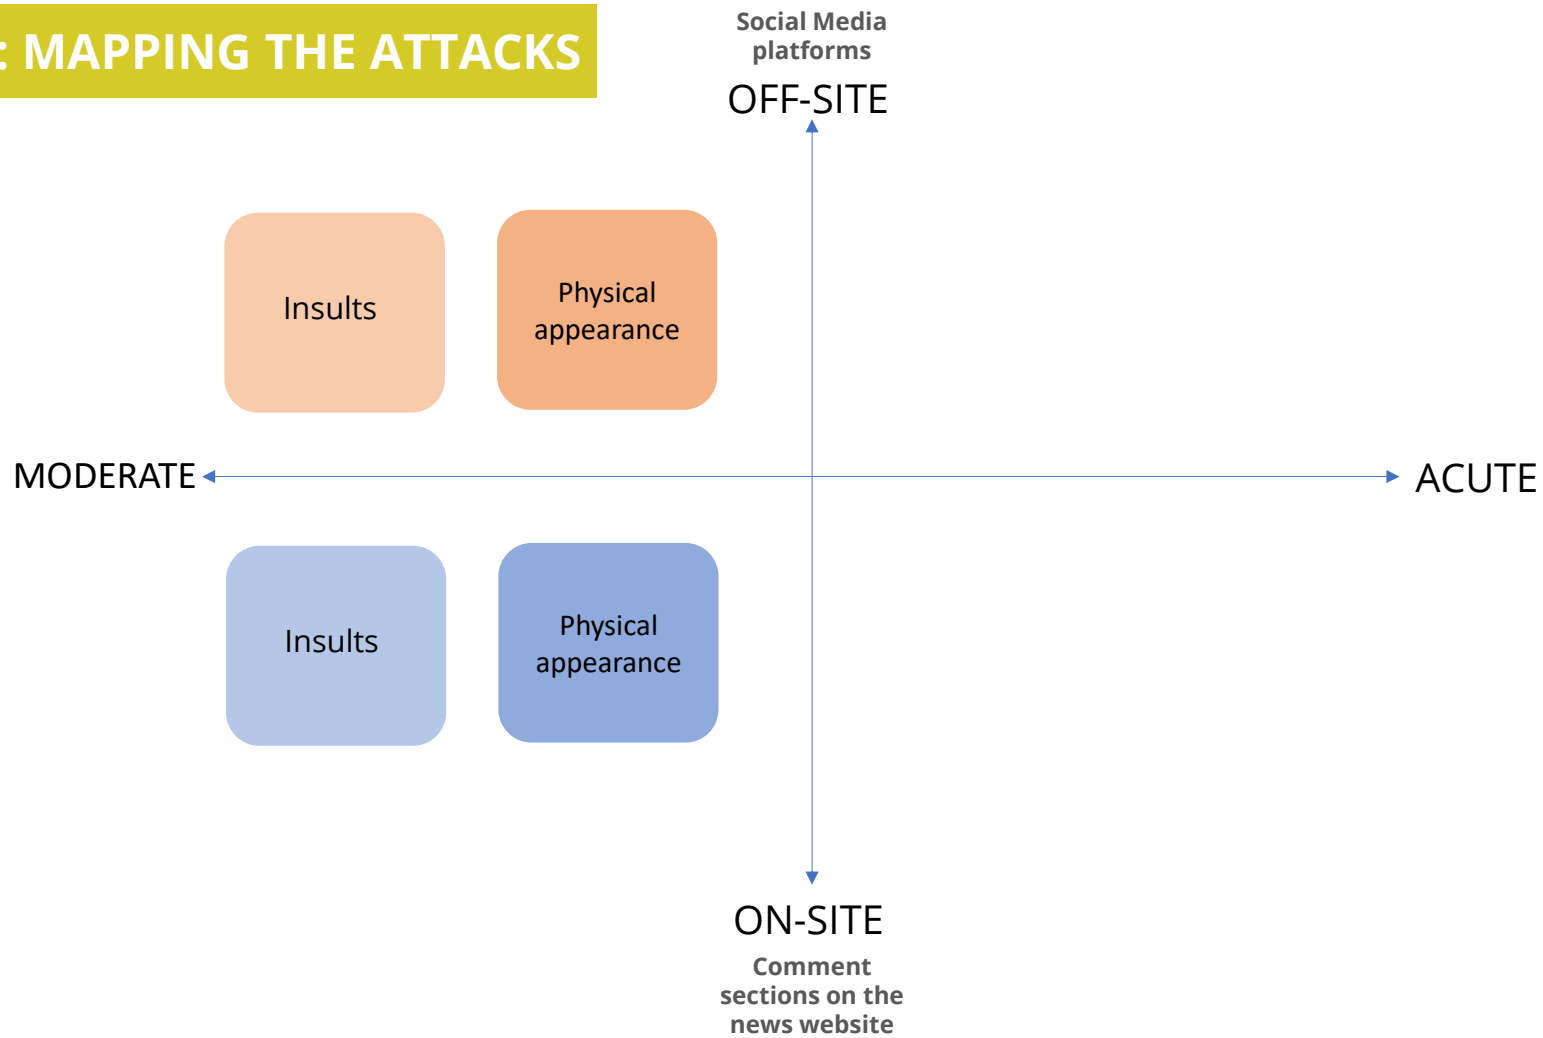 : MAPPING THE ATTACKS
Social Media
platforms
OFF-SITE
Insults
Physical
appearance
MODERATE
ACUTE
Insults
Physical
appearance
ON-SITE
Comment
sections on the
news website